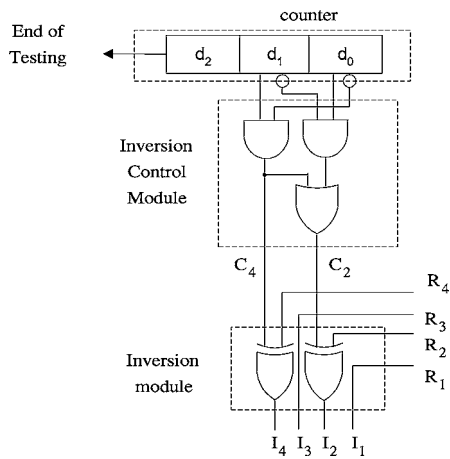 counter
End of
Testing
d2 d1 d0
Inversion
Control
Module
C4 C2
R4
R3
R2
R1
Inversion
module
I4 I3 I2 I1